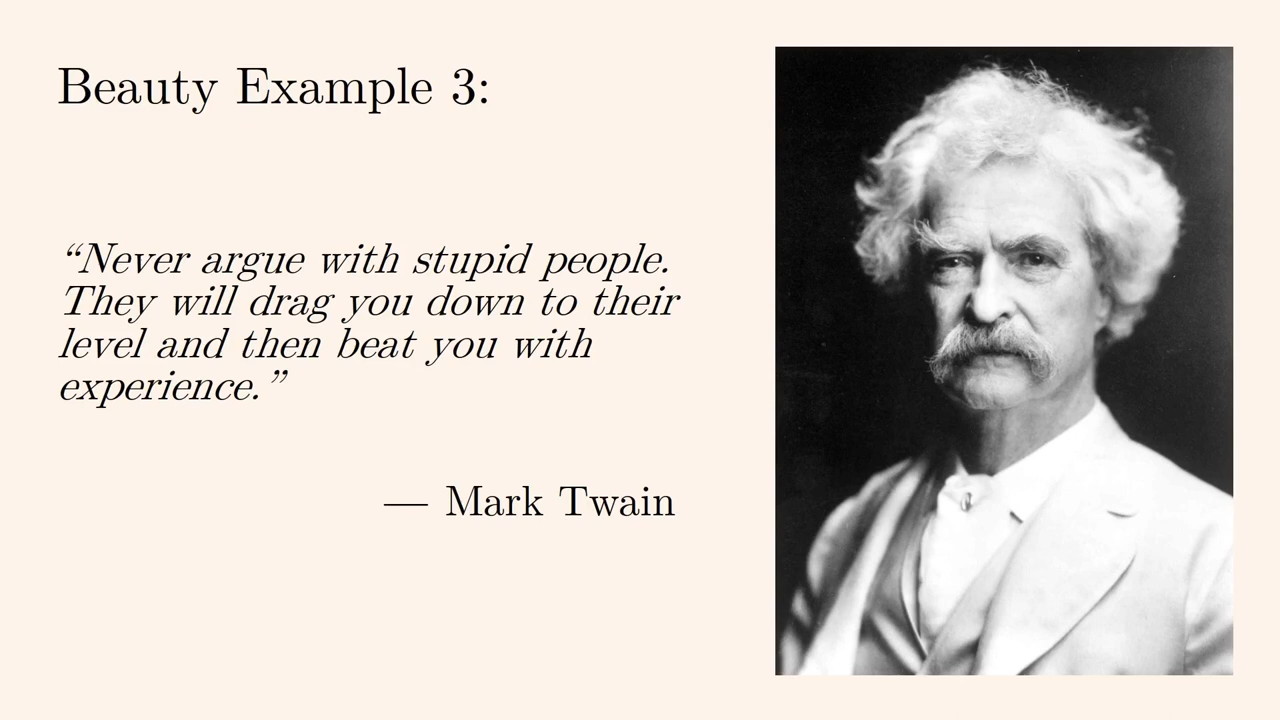 Beauty Example 3:
“Never argue with stupid people.
They will drag you down to their
level and then beat you with
experience.”
— Mark Twain